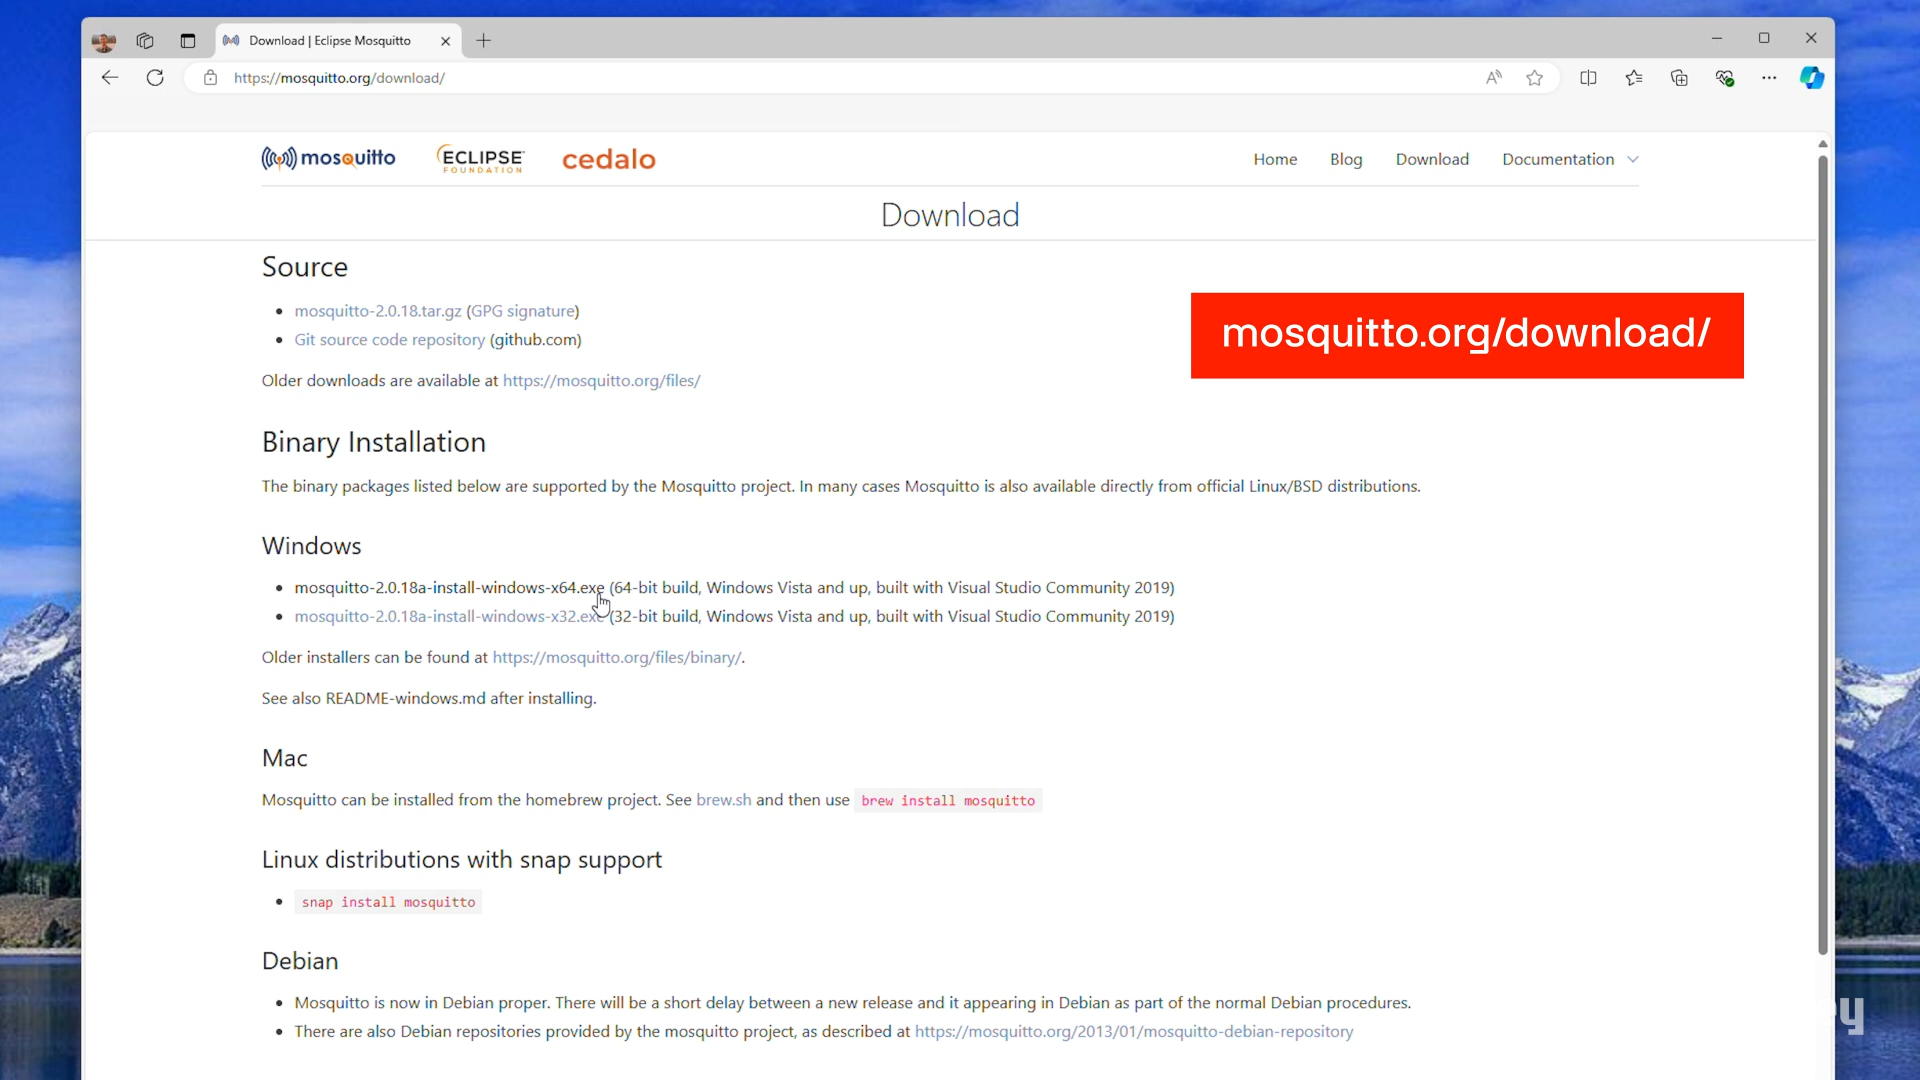 Download | Eclipse Mosquitto
https://mosquitto.org/download/
mosquitto
ECLIPSE
FOUNDATION
cedalo
Home
Blog
Download
Documentation
Download
Source
mosquitto-2.0.18.tar.gz (GPG signature)
Git source code repository (github.com)
mosquitto.org/download/
Older downloads are available at https://mosquitto.org/files/
Binary Installation
The binary packages listed below are supported by the Mosquitto project. In many cases Mosquitto is also available directly from official Linux/BSD distributions.
Windows
mosquitto-2.0.18a-install-windows-x64.exe (64-bit build, Windows Vista and up, built with Visual Studio Community 2019)
mosquitto-2.0.18a-install-windows-x32.exe (32-bit build, Windows Vista and up, built with Visual Studio Community 2019)
Older installers can be found at https://mosquitto.org/files/binary/.
See also README-windows.md after installing.
Mac
Mosquitto can be installed from the homebrew project. See brew.sh and then use brew install mosquitto
Linux distributions with snap support
snap install mosquitto
Debian
Mosquitto is now in Debian proper. There will be a short delay between a new release and it appearing in Debian as part of the normal Debian procedures.
There are also Debian repositories provided by the mosquitto project, as described at https://mosquitto.org/2013/01/mosquitto-debian-repository